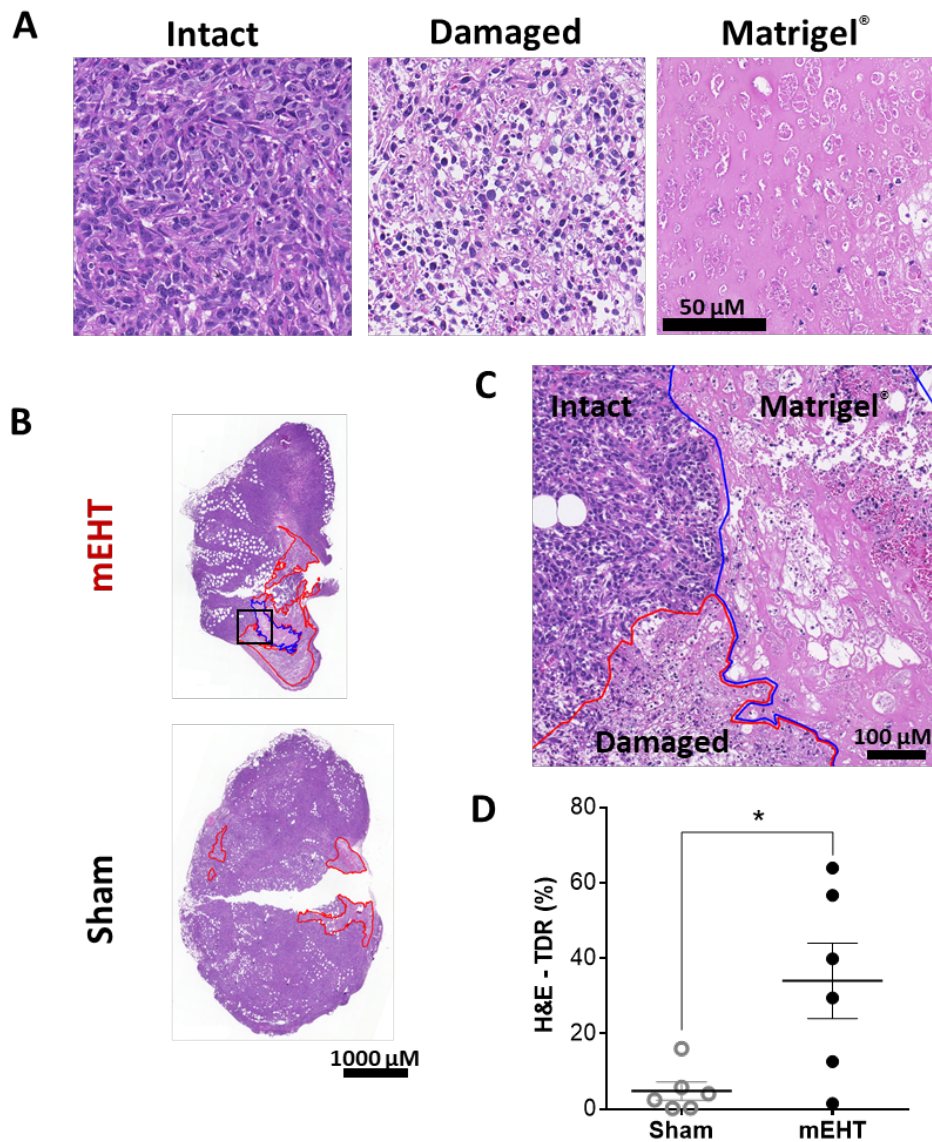 A
Intact
Damaged
Matrigel®
50 µM
B
mEHT
Sham
1000 µM
C
Intact
Matrigel®
Damaged
100 µM
D
H&E - TDR (%)
80
60
40
20
0
*
Sham
mEHT